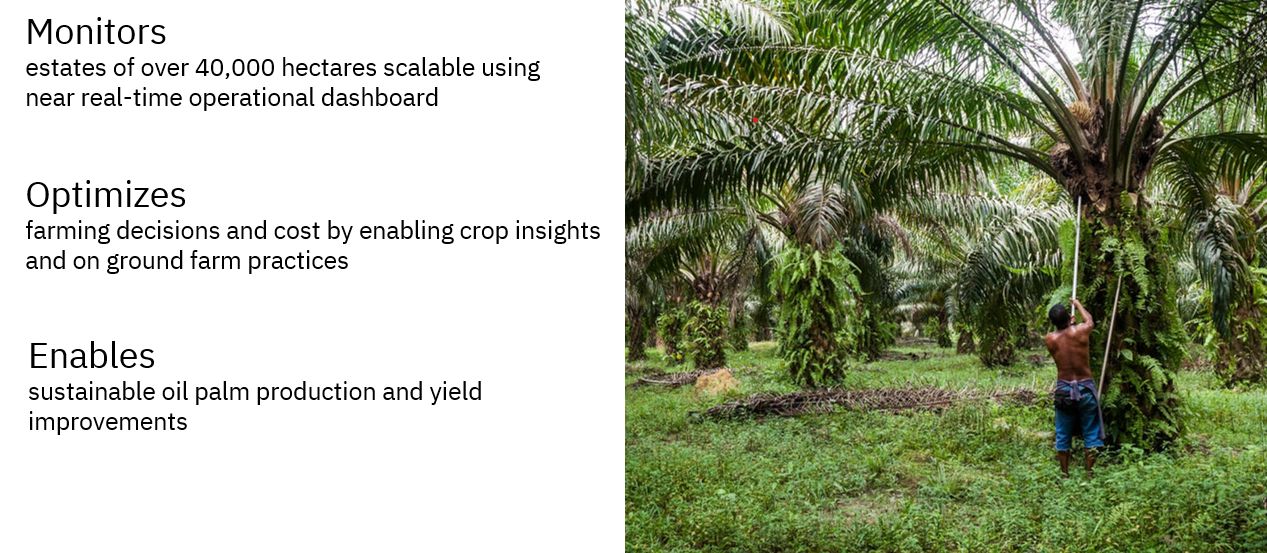 Monitors
estates of over 40,000 hectares scalable using
near real-time operational dashboard
Optimizes
farming decisions and cost by enabling crop insights
and on ground farm practices
Enables
sustainable oil palm production and yield
improvements